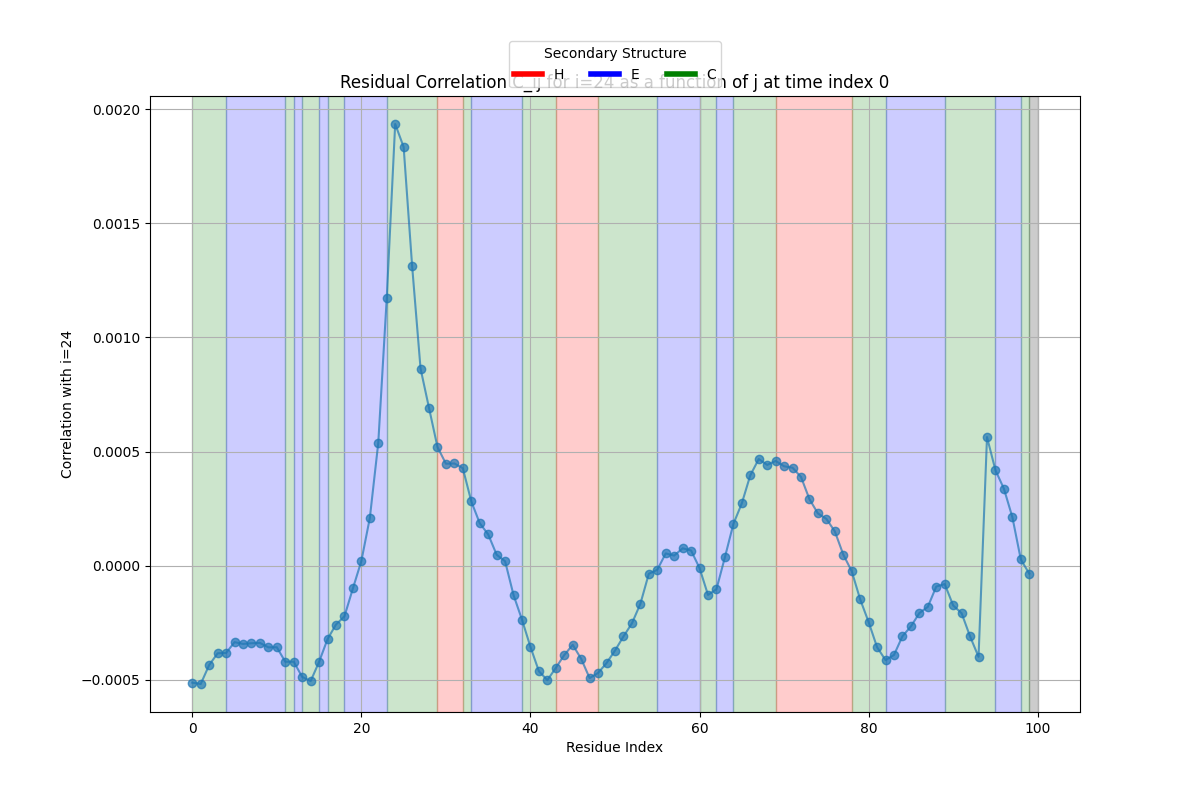 Secondary Structure
H E C
Residual Correlation C_ij for i=24 as a function of j at time index 0
0.0020
0.0015
0.0010
0.0005
0.0000
−0.0005
Correlation with i=24
0 20 40 60 80 100
Residue Index